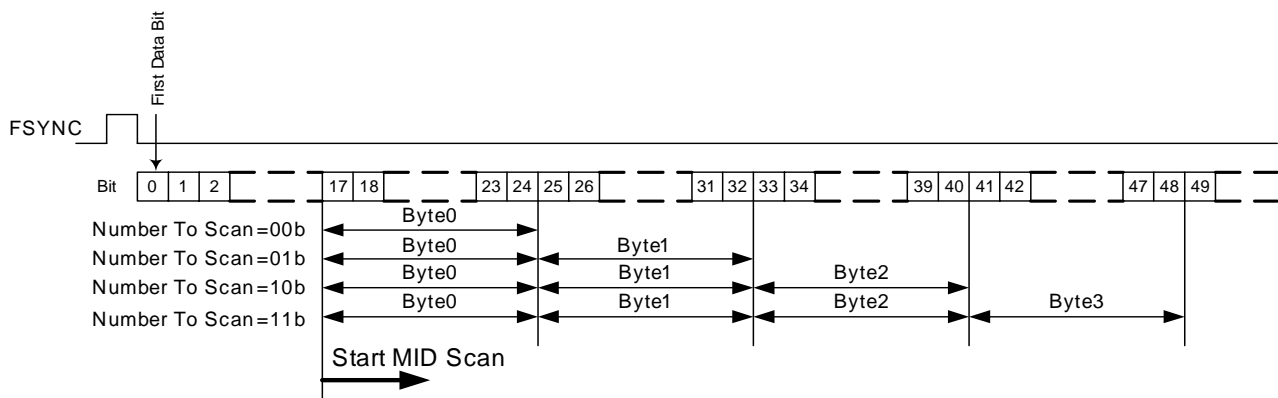 First Data Bit
FSYNC
Bit 0 1 2 17 18 23 24 25 26 31 32 33 34 39 40 41 42 47 48 49
Number To Scan=00b Byte0
Number To Scan=01b Byte0 Byte1
Number To Scan=10b Byte0 Byte1 Byte2
Number To Scan=11b Byte0 Byte1 Byte2 Byte3
Start MID Scan